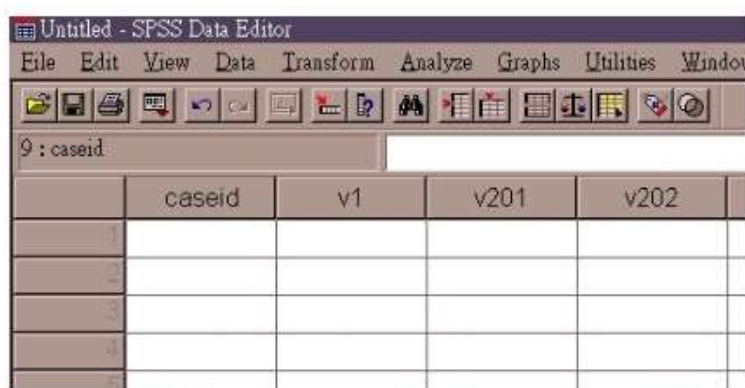 Untitled - SPSS Data Editor
File Edit View Data Transform Analyze Graphs Utilities
9 : caseid
caseid v1 v201 v202
1
2
3
4
5